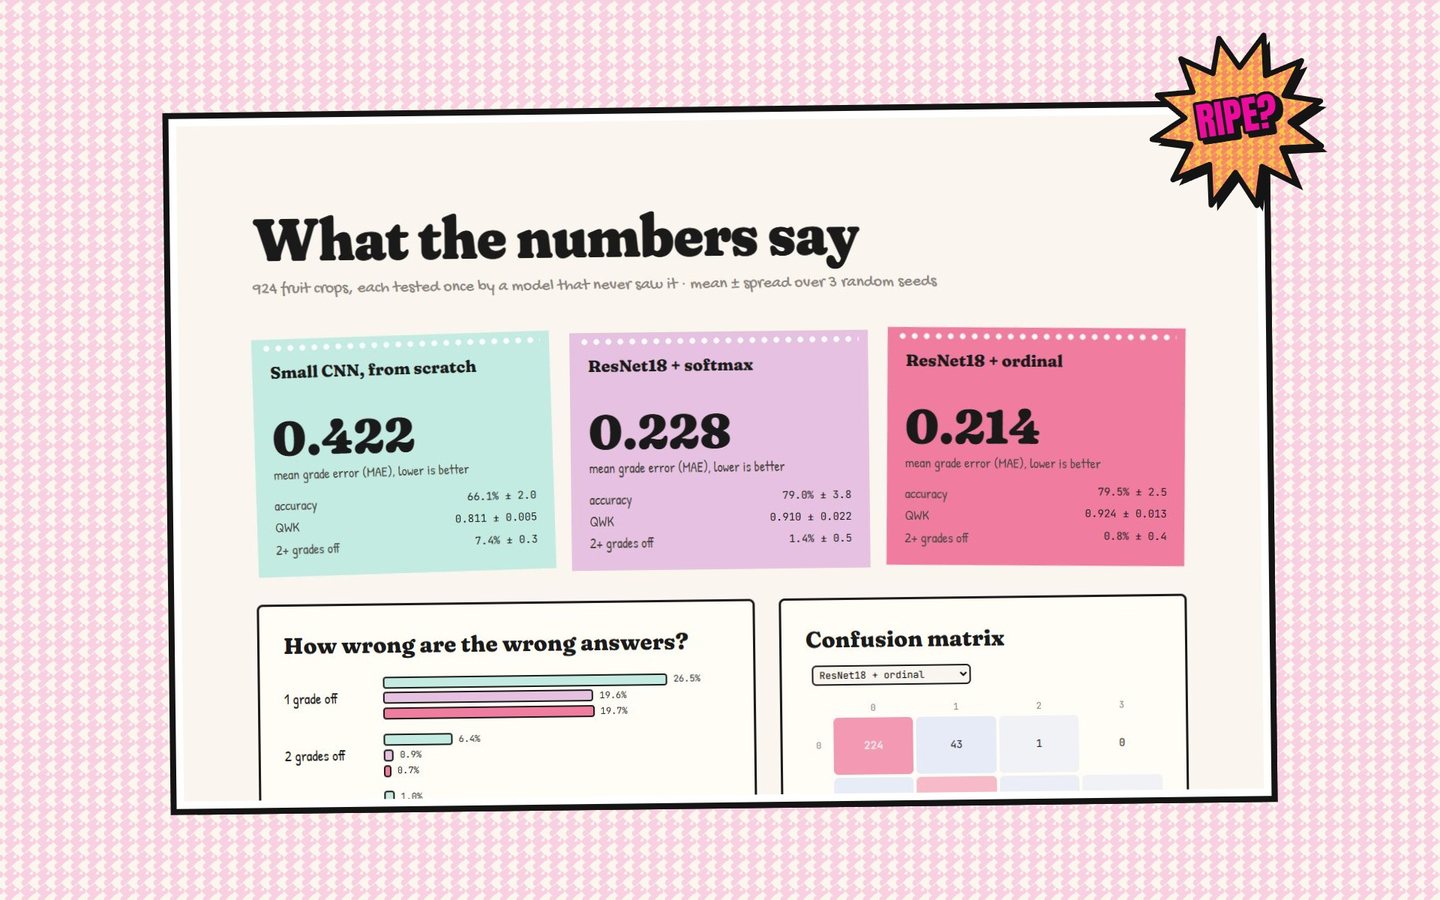 RIPE?
What the numbers say
924 fruit crops, each tested once by a model that never saw it · mean ± spread over 3 random seeds
Small CNN, from scratch
0.422
mean grade error (MAE), lower is better
accuracy 66.1% ± 2.0
QWK 0.811 ± 0.005
2+ grades off 7.4% ± 0.3
ResNet18 + softmax
0.228
mean grade error (MAE), lower is better
accuracy 79.0% ± 3.8
QWK 0.910 ± 0.022
2+ grades off 1.4% ± 0.5
ResNet18 + ordinal
0.214
mean grade error (MAE), lower is better
accuracy 79.5% ± 2.5
QWK 0.924 ± 0.013
2+ grades off 0.8% ± 0.4
How wrong are the wrong answers?
1 grade off
26.5%
19.6%
19.7%
2 grades off
6.4%
0.9%
0.7%
1.0%
Confusion matrix
ResNet18 + ordinal
0 1 2 3
0 224 43 1 0